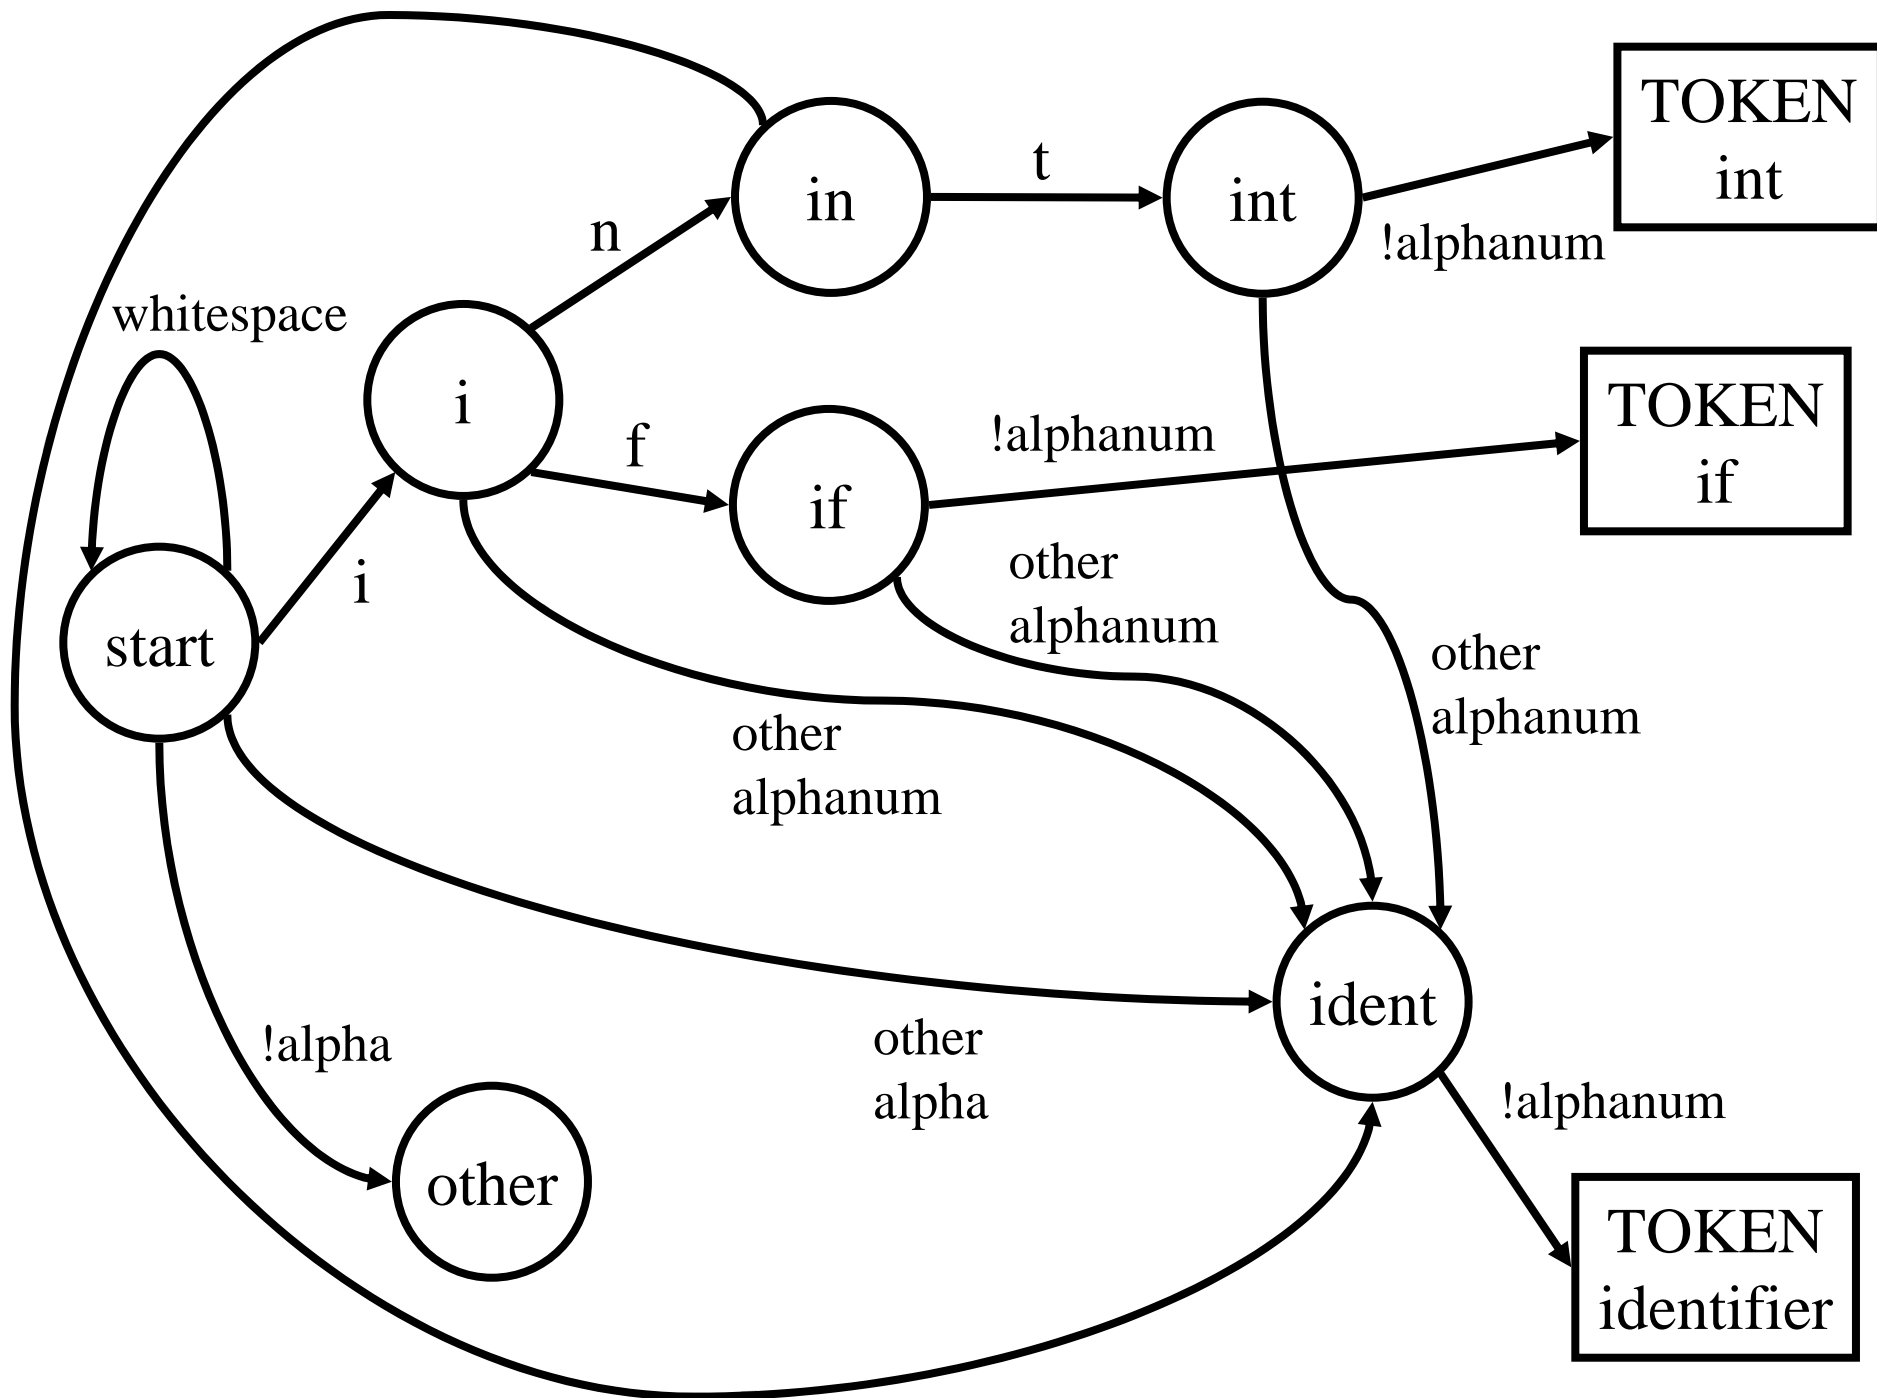 TOKEN
int
in
t
int
n
!alphanum
whitespace
i
f
!alphanum
TOKEN
if
if
i
start
other
alphanum
other
alphanum
other
alphanum
ident
other
alpha
!alpha
!alphanum
other
TOKEN
identifier